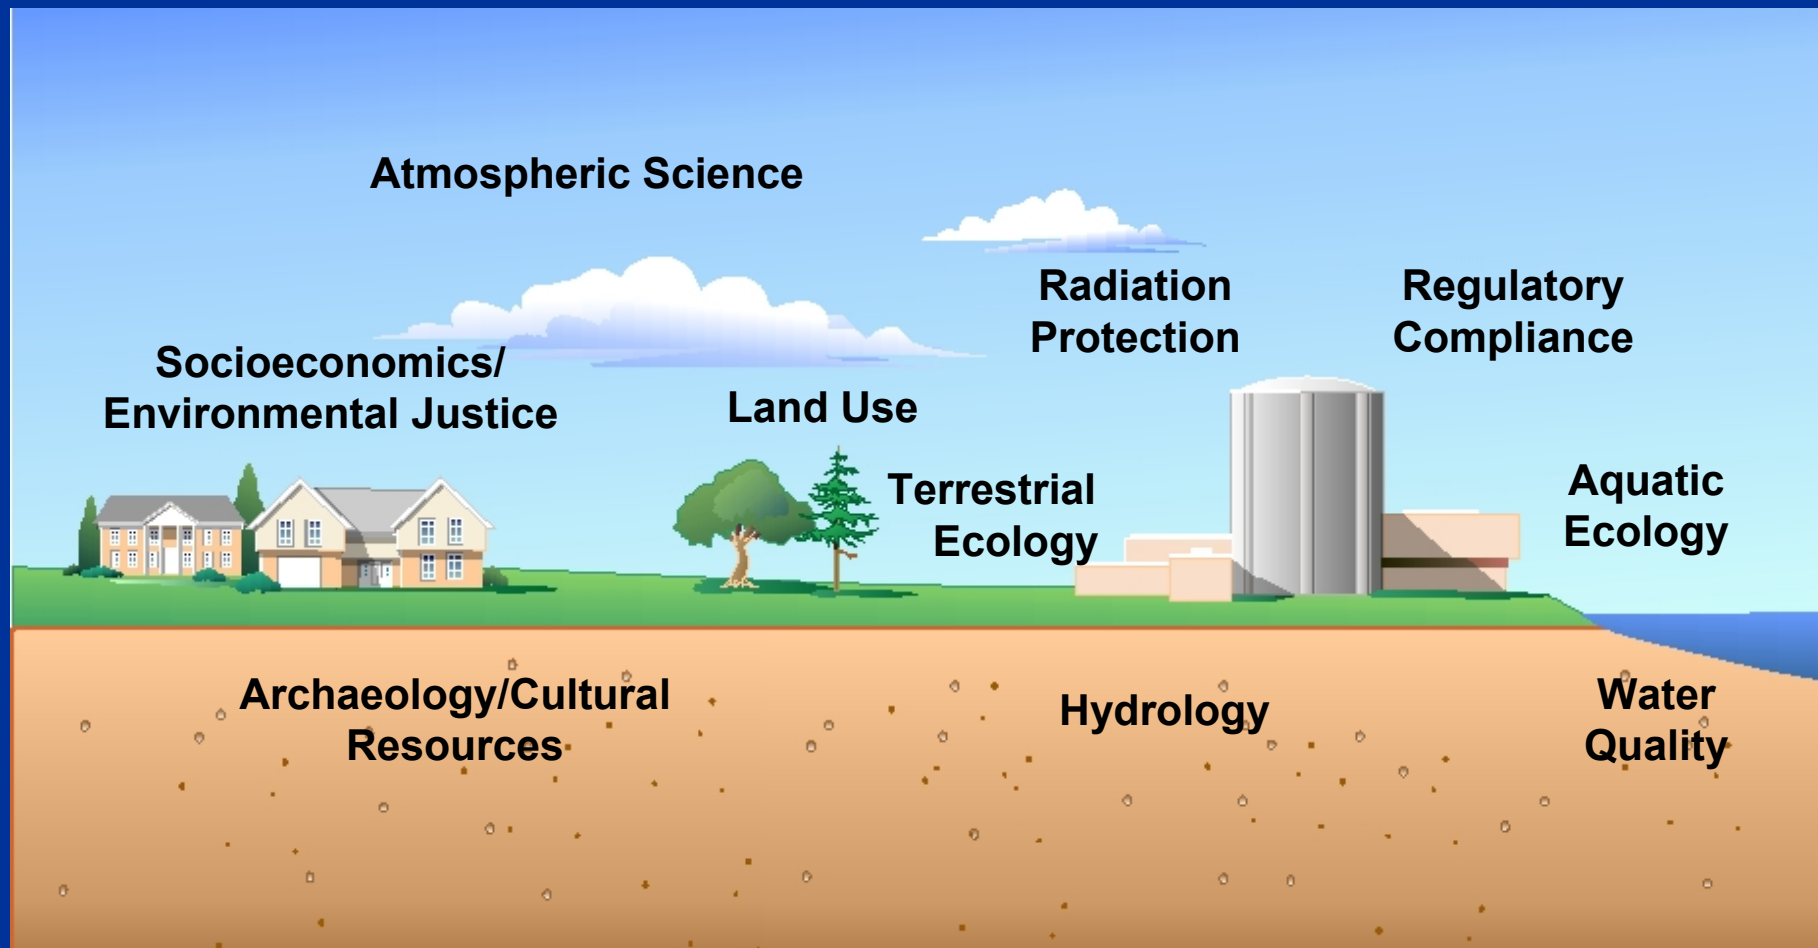 Atmospheric Science
Radiation
Protection
Regulatory
Compliance
Socioeconomics/
Environmental Justice
Land Use
Terrestrial
Ecology
Aquatic
Ecology
Archaeology/Cultural
Resources
Hydrology
Water
Quality